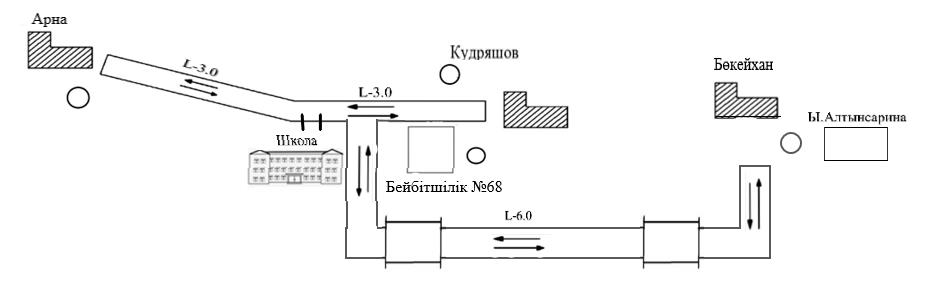 Арна
Кудряшов
Бөкейхан
L-3.0
L-3.0
Ы.Алтынсарина
Школа
Бейбітшілік №68
L-6.0